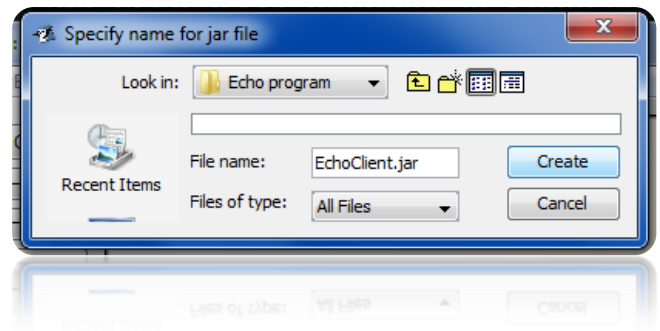 Specify name for jar file
Look in: Echo program
File name: EchoClient.jar Create
Recent Items
Files of type: All Files Cancel